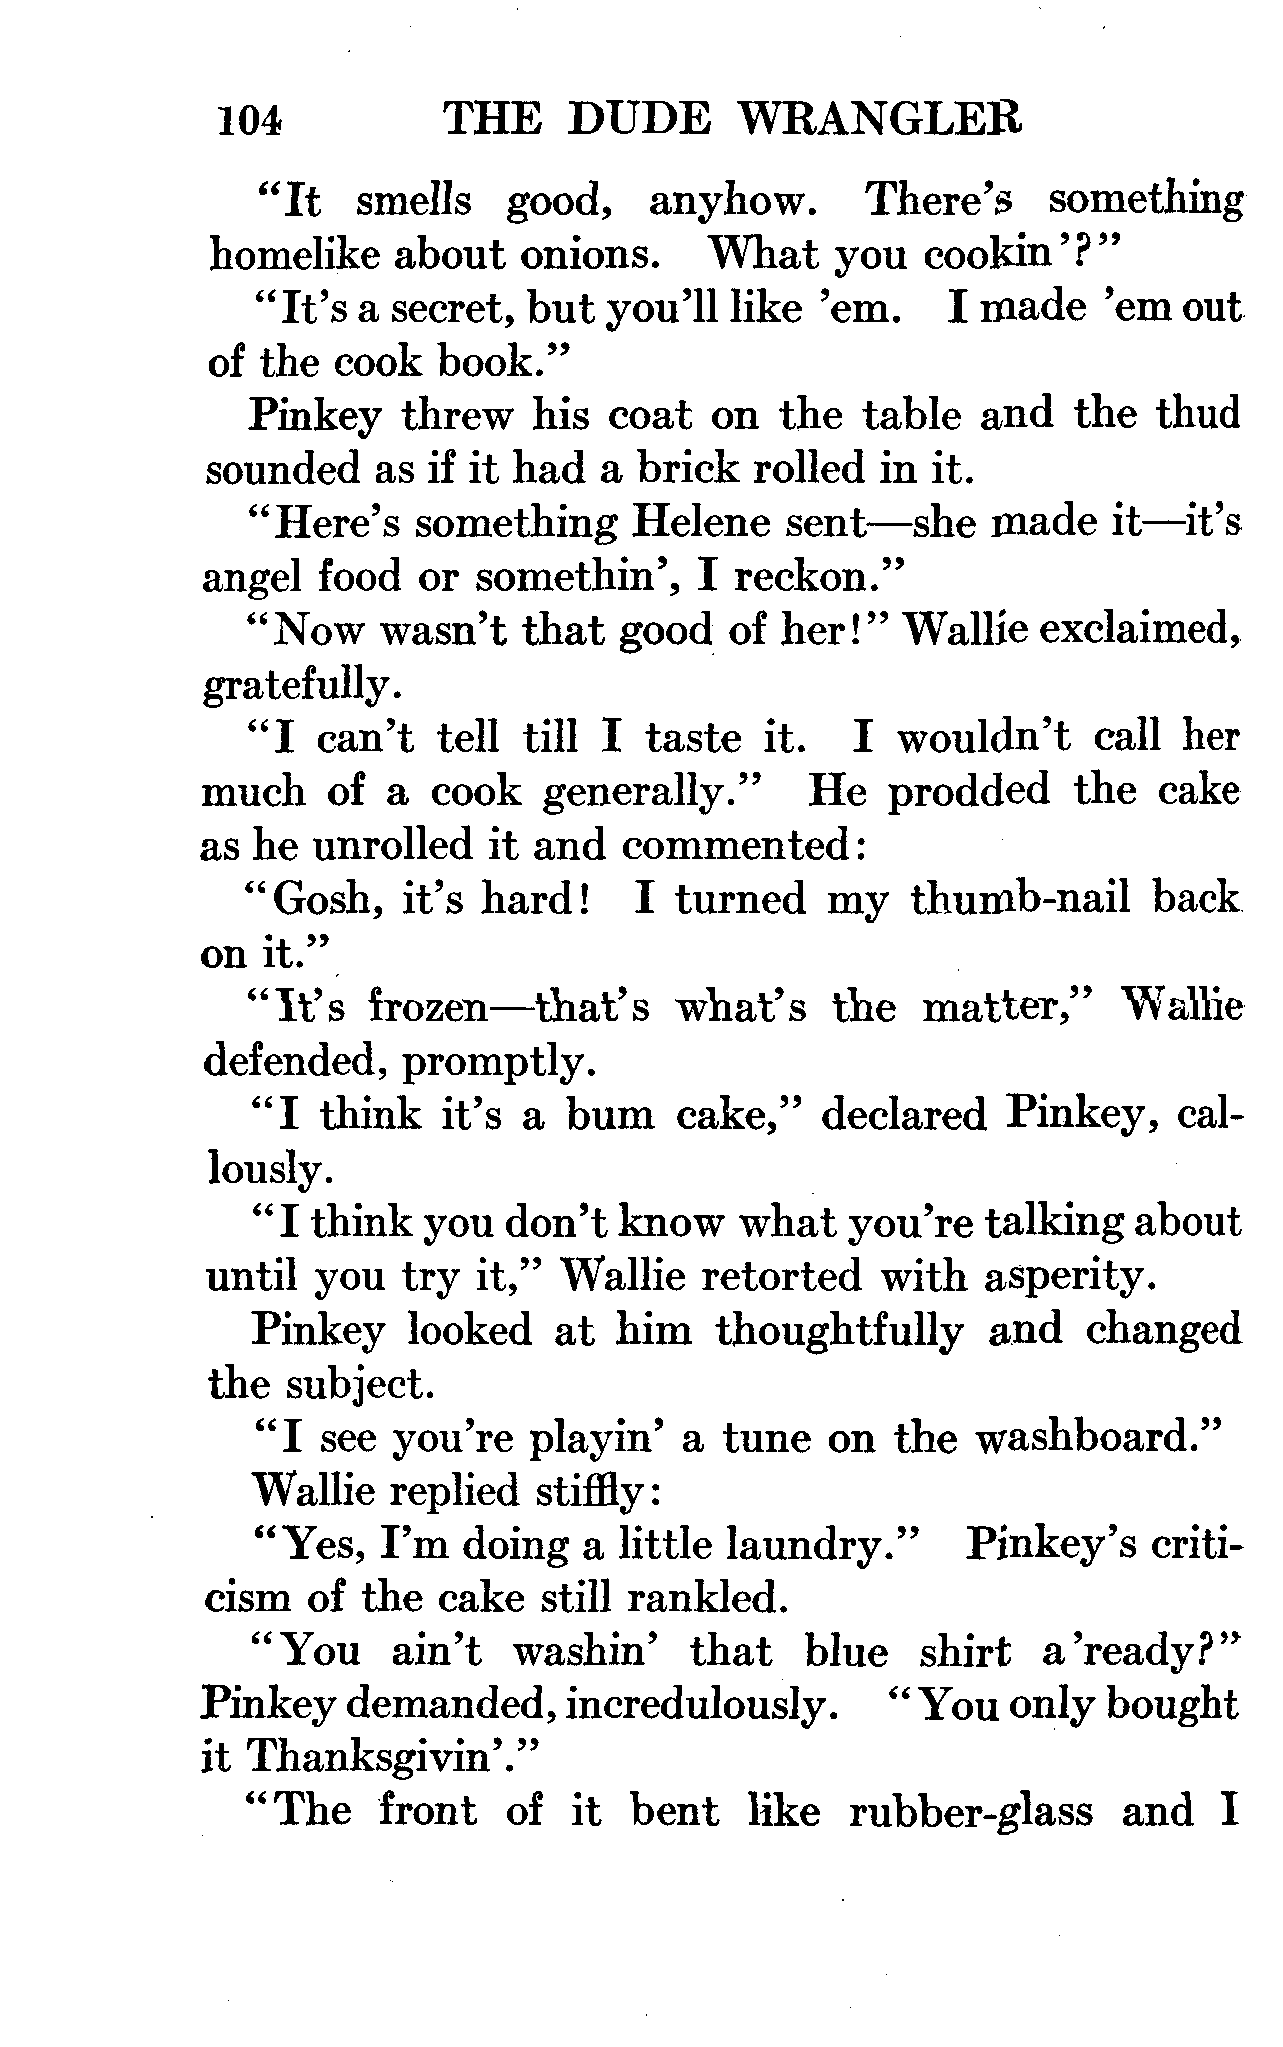 104 THE DUDE WRANGLER
“It smells good, anyhow. There’s something
homelike about onions. What you cookin’?”
“It’s a secret, but you’ll like ’em. I made ’em out
of the cook book.”
Pinkey threw his coat on the table and the thud
sounded as if it had a brick rolled in it.
“Here’s something Helene sent—she made it—it’s
angel food or somethin’, I reckon.”
“Now wasn’t that good of her!” Wallie exclaimed,
gratefully.
“I can’t tell till I taste it. I wouldn’t call her
much of a cook generally.” He prodded the cake
as he unrolled it and commented:
“Gosh, it’s hard! I turned my thumb-nail back
on it.”
“It’s frozen—that’s what’s the matter,” Wallie
defended, promptly.
“I think it’s a bum cake,” declared Pinkey, cal-
lously.
“I think you don’t know what you’re talking about
until you try it,” Wallie retorted with asperity.
Pinkey looked at him thoughtfully and changed
the subject.
“I see you’re playin’ a tune on the washboard.”
Wallie replied stiffly:
“Yes, I’m doing a little laundry.” Pinkey’s criti-
cism of the cake still rankled.
“You ain’t washin’ that blue shirt a’ready?”
Pinkey demanded, incredulously. “You only bought
it Thanksgivin’.”
“The front of it bent like rubber-glass and I